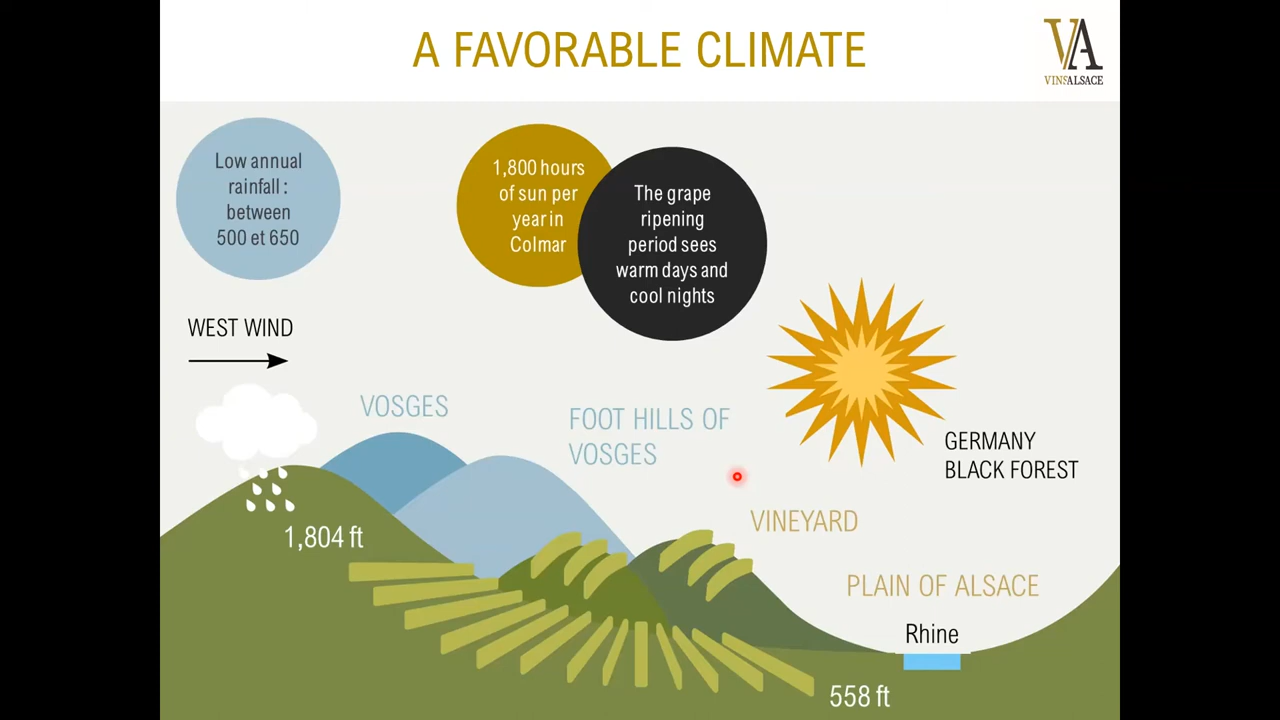 A FAVORABLE CLIMATE
VA
VINSALSACE
Low annual
rainfall :
between
500 et 650
1,800 hours
of sun per
year in
Colmar
The grape
ripening
period sees
warm days and
cool nights
WEST WIND
VOSGES
FOOT HILLS OF
VOSGES
GERMANY
BLACK FOREST
1,804 ft
VINEYARD
PLAIN OF ALSACE
Rhine
558 ft